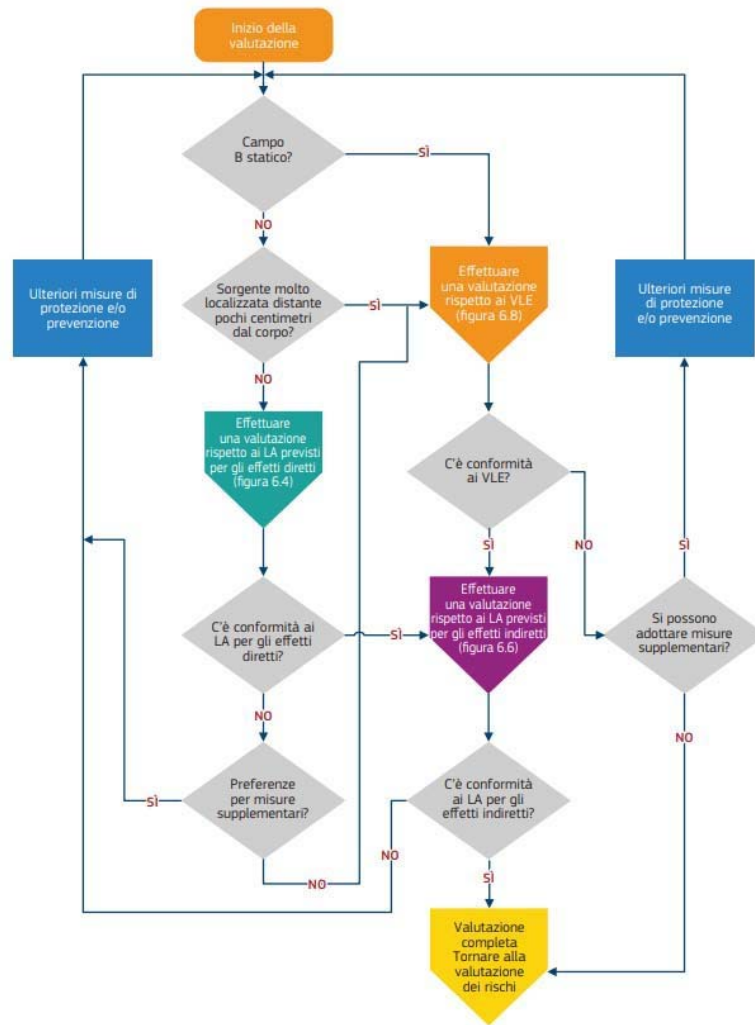 Inizio della
valutazione
Campo
B statico?
SÌ
NO
Ulteriori misure di
protezione e/o
prevenzione
Sorgente molto
localizzata distante
pochi centimetri
dal corpo?
SÌ
Effettuare
una valutazione
rispetto ai VLE
(figura 6.8)
Ulteriori misure
di protezione
e/o prevenzione
NO
Effettuare
una valutazione
rispetto ai LA previsti
per gli effetti diretti
(figura 6.4)
C'è conformità
ai VLE?
SÌ
NO
SÌ
C'è conformità ai
LA per gli effetti
diretti?
SÌ
Effettuare
una valutazione
rispetto ai LA previsti
per gli effetti indiretti
(figura 6.6)
Si possono
adottare misure
supplementari?
NO
NO
Preferenze
per misure
supplementari?
SÌ
NO
C'è conformità
ai LA per gli
effetti indiretti?
NO
SÌ
Valutazione
completa
Tornare alla
valutazione
dei rischi